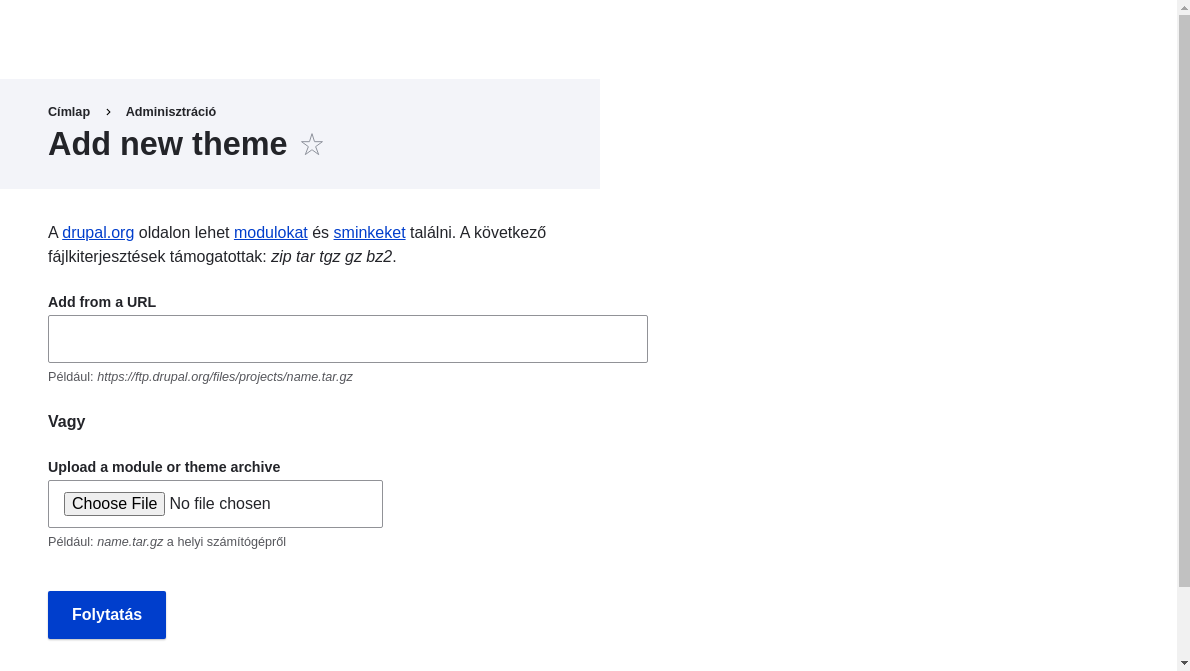 Címlap › Adminisztráció
Add new theme ☆
A drupal.org oldalon lehet modulokat és sminkeket találni. A következő
fájlkiterjesztések támogatottak: zip tar tgz gz bz2.
Add from a URL
Például: https://ftp.drupal.org/files/projects/name.tar.gz
Vagy
Upload a module or theme archive
Choose File No file chosen
Például: name.tar.gz a helyi számítógépről
Folytatás